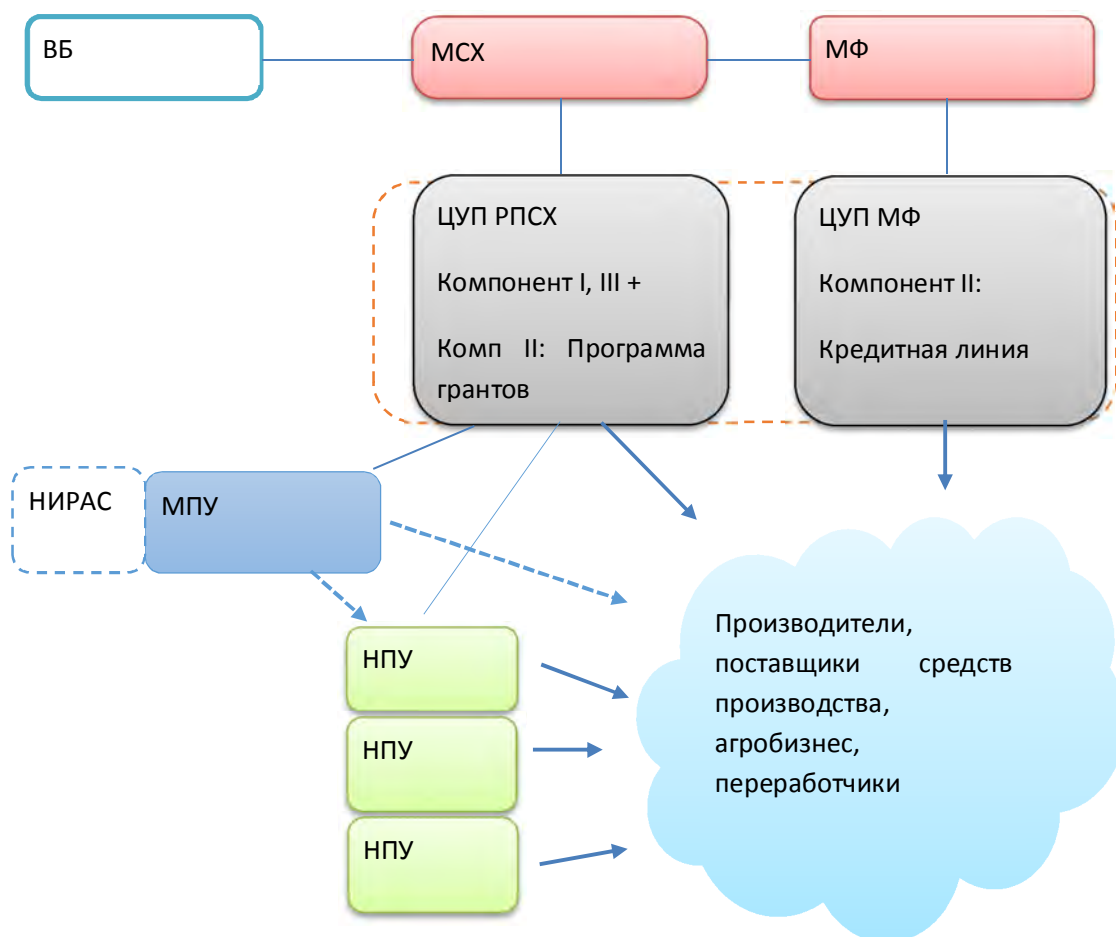 ВБ
МСХ
МФ
ЦУП РПСХ
Компонент I, III +
Комп II: Программа
грантов
ЦУП МФ
Компонент II:
Кредитная линия
НИРАС
МПУ
НПУ
НПУ
НПУ
Производители,
поставщики средств
производства,
агробизнес,
переработчики